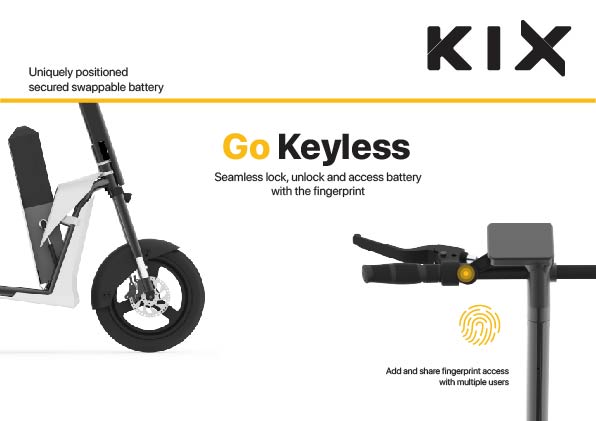 KIX
Uniquely positioned
secured swappable battery
Go Keyless
Seamless lock, unlock and access battery
with the fingerprint
Add and share fingerprint access
with multiple users